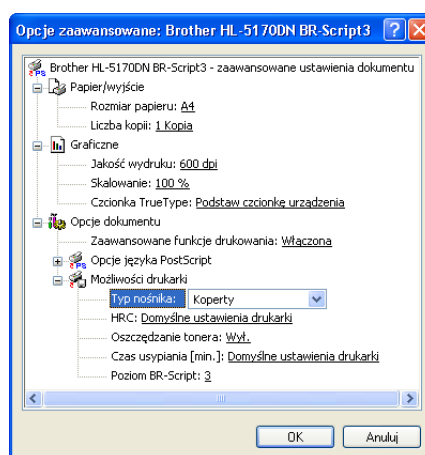 Opcje zaawansowane: Brother HL-5170DN BR-Script3
Brother HL-5170DN BR-Script3 - zaawansowane ustawienia dokumentu
Papier/wyjście
Rozmiar papieru: A4
Liczba kopii: 1 Kopia
Graficzne
Jakość wydruku: 600 dpi
Skalowanie: 100 %
Czcionka TrueType: Podstaw czcionkę urządzenia
Opcje dokumentu
Zaawansowane funkcje drukowania: Włączona
Opcje języka PostScript
Możliwości drukarki
Typ nośnika: Koperty
HRC: Domyślne ustawienia drukarki
Oszczędzanie tonera: Wył.
Czas usypiania [min.]: Domyślne ustawienia drukarki
Poziom BR-Script: 3
OK Anuluj